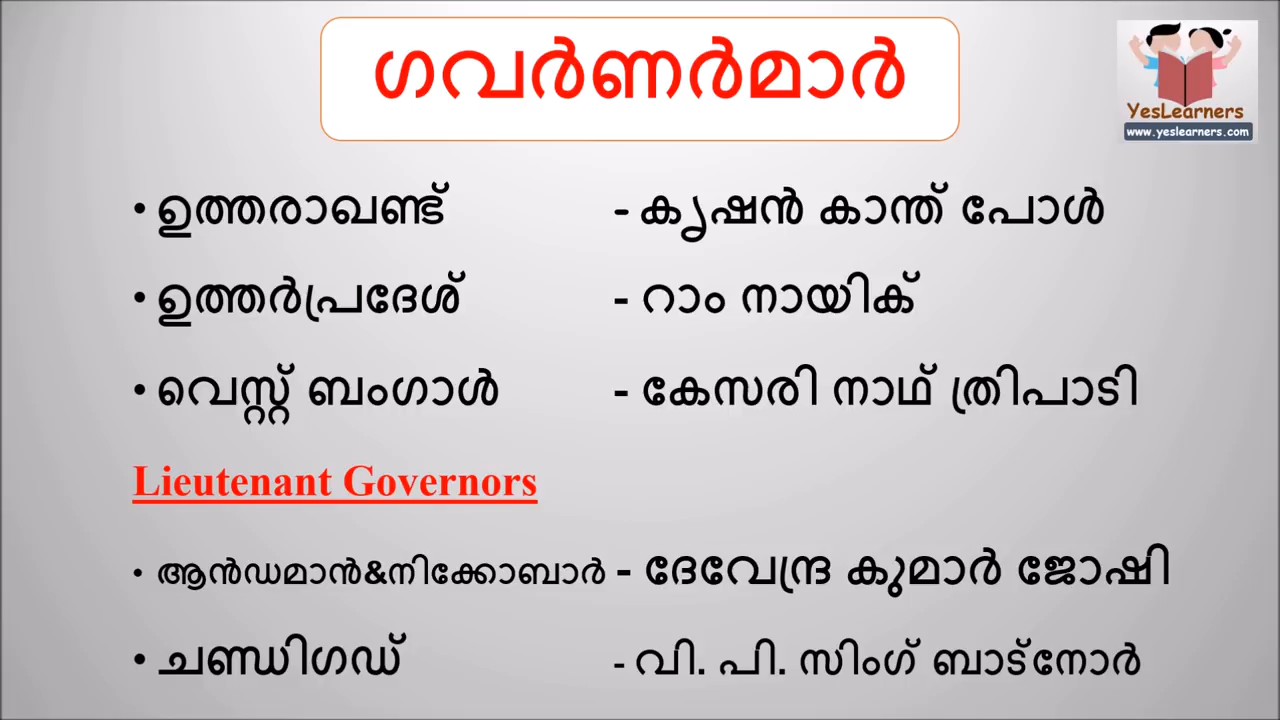 ഗവർണർമാർ
YesLearners
www.yeslearners.com
• ഉത്തരാഖണ്ട് - കൃഷൻ കാന്ത് പോൾ
• ഉത്തർപ്രദേശ് - റാം നായിക്
• വെസ്റ്റ് ബംഗാൾ - കേസരി നാഥ് ത്രിപാടി
Lieutenant Governors
• ആൻഡമാൻ&നിക്കോബാർ - ദേവേന്ദ്ര കുമാർ ജോഷി
• ചണ്ഡിഗഡ് - വി. പി. സിംഗ് ബാട്നോർ